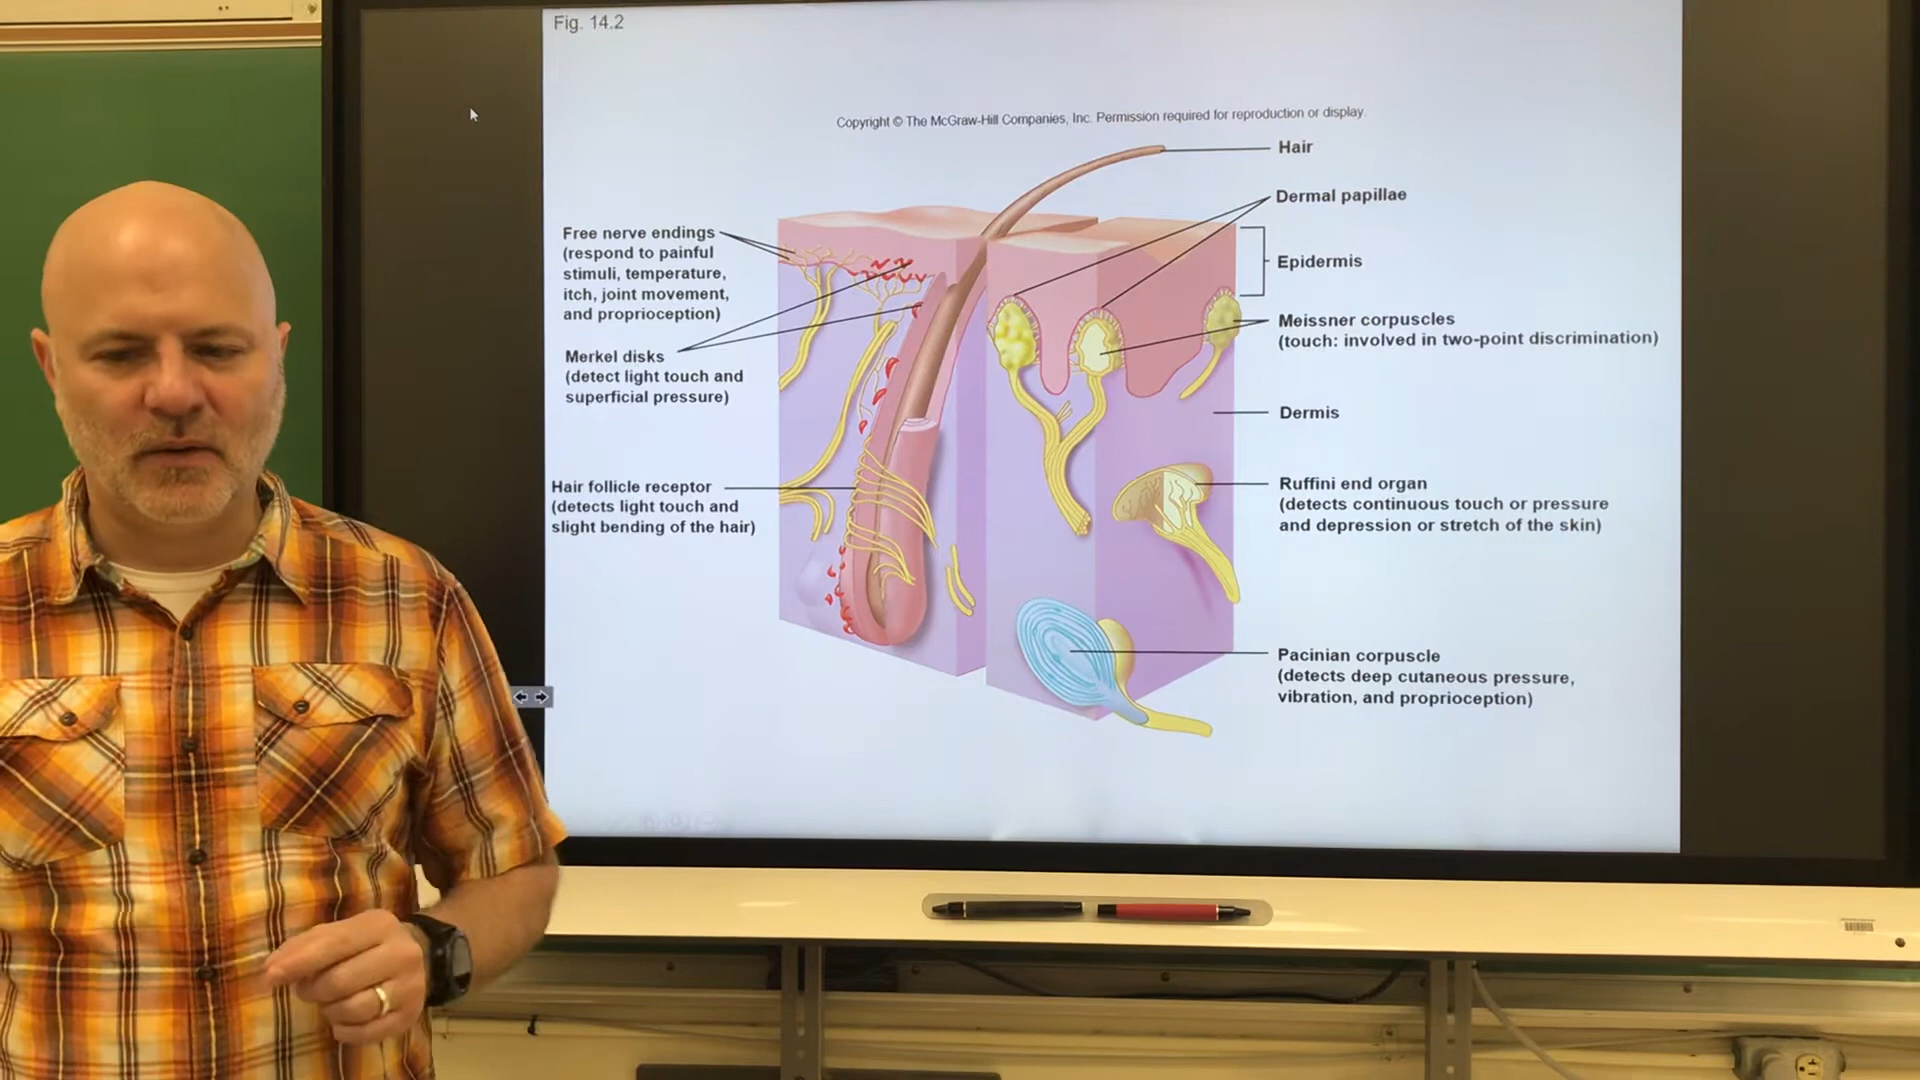 Fig. 14.2
Copyright © The McGraw-Hill Companies, Inc. Permission required for reproduction or display.
Hair
Dermal papillae
Free nerve endings
(respond to painful
stimuli, temperature,
itch, joint movement,
and proprioception)
Epidermis
Meissner corpuscles
(touch: involved in two-point discrimination)
Merkel disks
(detect light touch and
superficial pressure)
Dermis
Hair follicle receptor
(detects light touch and
slight bending of the hair)
Ruffini end organ
(detects continuous touch or pressure
and depression or stretch of the skin)
Pacinian corpuscle
(detects deep cutaneous pressure,
vibration, and proprioception)